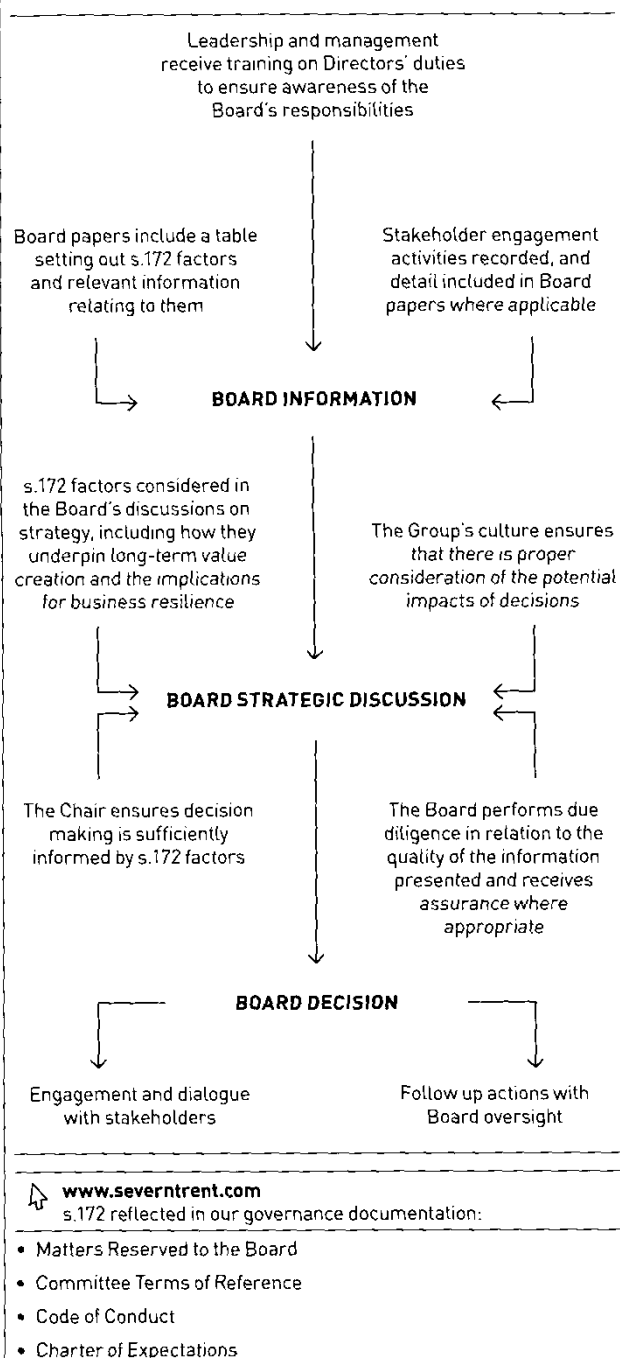 Leadership and management
receive training on Directors' duties
to ensure awareness of the
Board's responsibilities
Board papers include a table
setting out s.172 factors
and relevant information
relating to them
Stakeholder engagement
activities recorded, and
detail included in Board
papers where applicable
BOARD INFORMATION
s.172 factors considered in
the Board's discussions on
strategy, including how they
underpin long-term value
creation and the implications
for business resilience
The Group's culture ensures
that there is proper
consideration of the potential
impacts of decisions
BOARD STRATEGIC DISCUSSION
The Chair ensures decision
making is sufficiently
informed by s.172 factors
The Board performs due
diligence in relation to the
quality of the information
presented and receives
assurance where
appropriate
BOARD DECISION
Engagement and dialogue
with stakeholders
Follow up actions with
Board oversight
www.severntrent.com
s.172 reflected in our governance documentation:
• Matters Reserved to the Board
• Committee Terms of Reference
• Code of Conduct
• Charter of Expectations